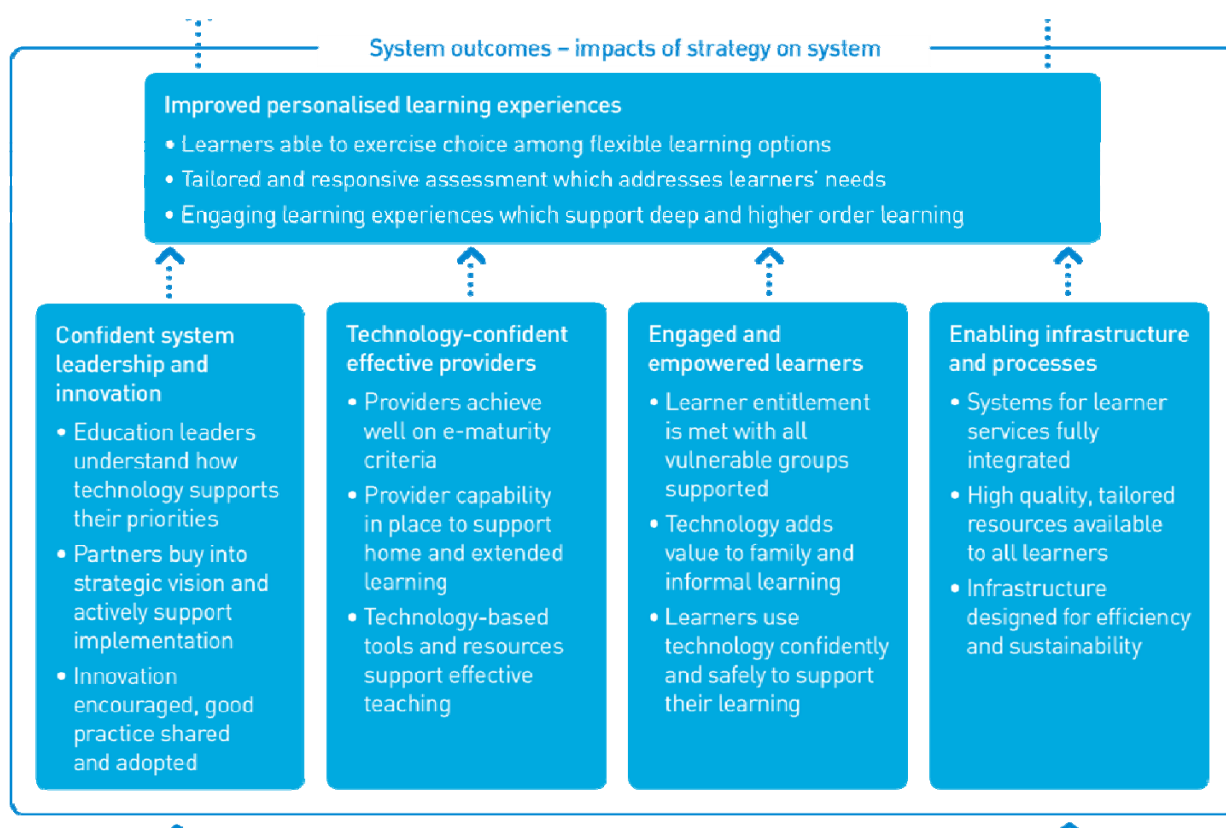 System outcomes – impacts of strategy on system
Improved personalised learning experiences
• Learners able to exercise choice among flexible learning options
• Tailored and responsive assessment which addresses learners' needs
• Engaging learning experiences which support deep and higher order learning
Confident system
leadership and
innovation
• Education leaders
understand how
technology supports
their priorities
• Partners buy into
strategic vision and
actively support
implementation
• Innovation
encouraged, good
practice shared
and adopted
Technology-confident
effective providers
• Providers achieve
well on e-maturity
criteria
• Provider capability
in place to support
home and extended
learning
• Technology-based
tools and resources
support effective
teaching
Engaged and
empowered learners
• Learner entitlement
is met with all
vulnerable groups
supported
• Technology adds
value to family and
informal learning
• Learners use
technology confidently
and safely to support
their learning
Enabling infrastructure
and processes
• Systems for learner
services fully
integrated
• High quality, tailored
resources available
to all learners
• Infrastructure
designed for efficiency
and sustainability